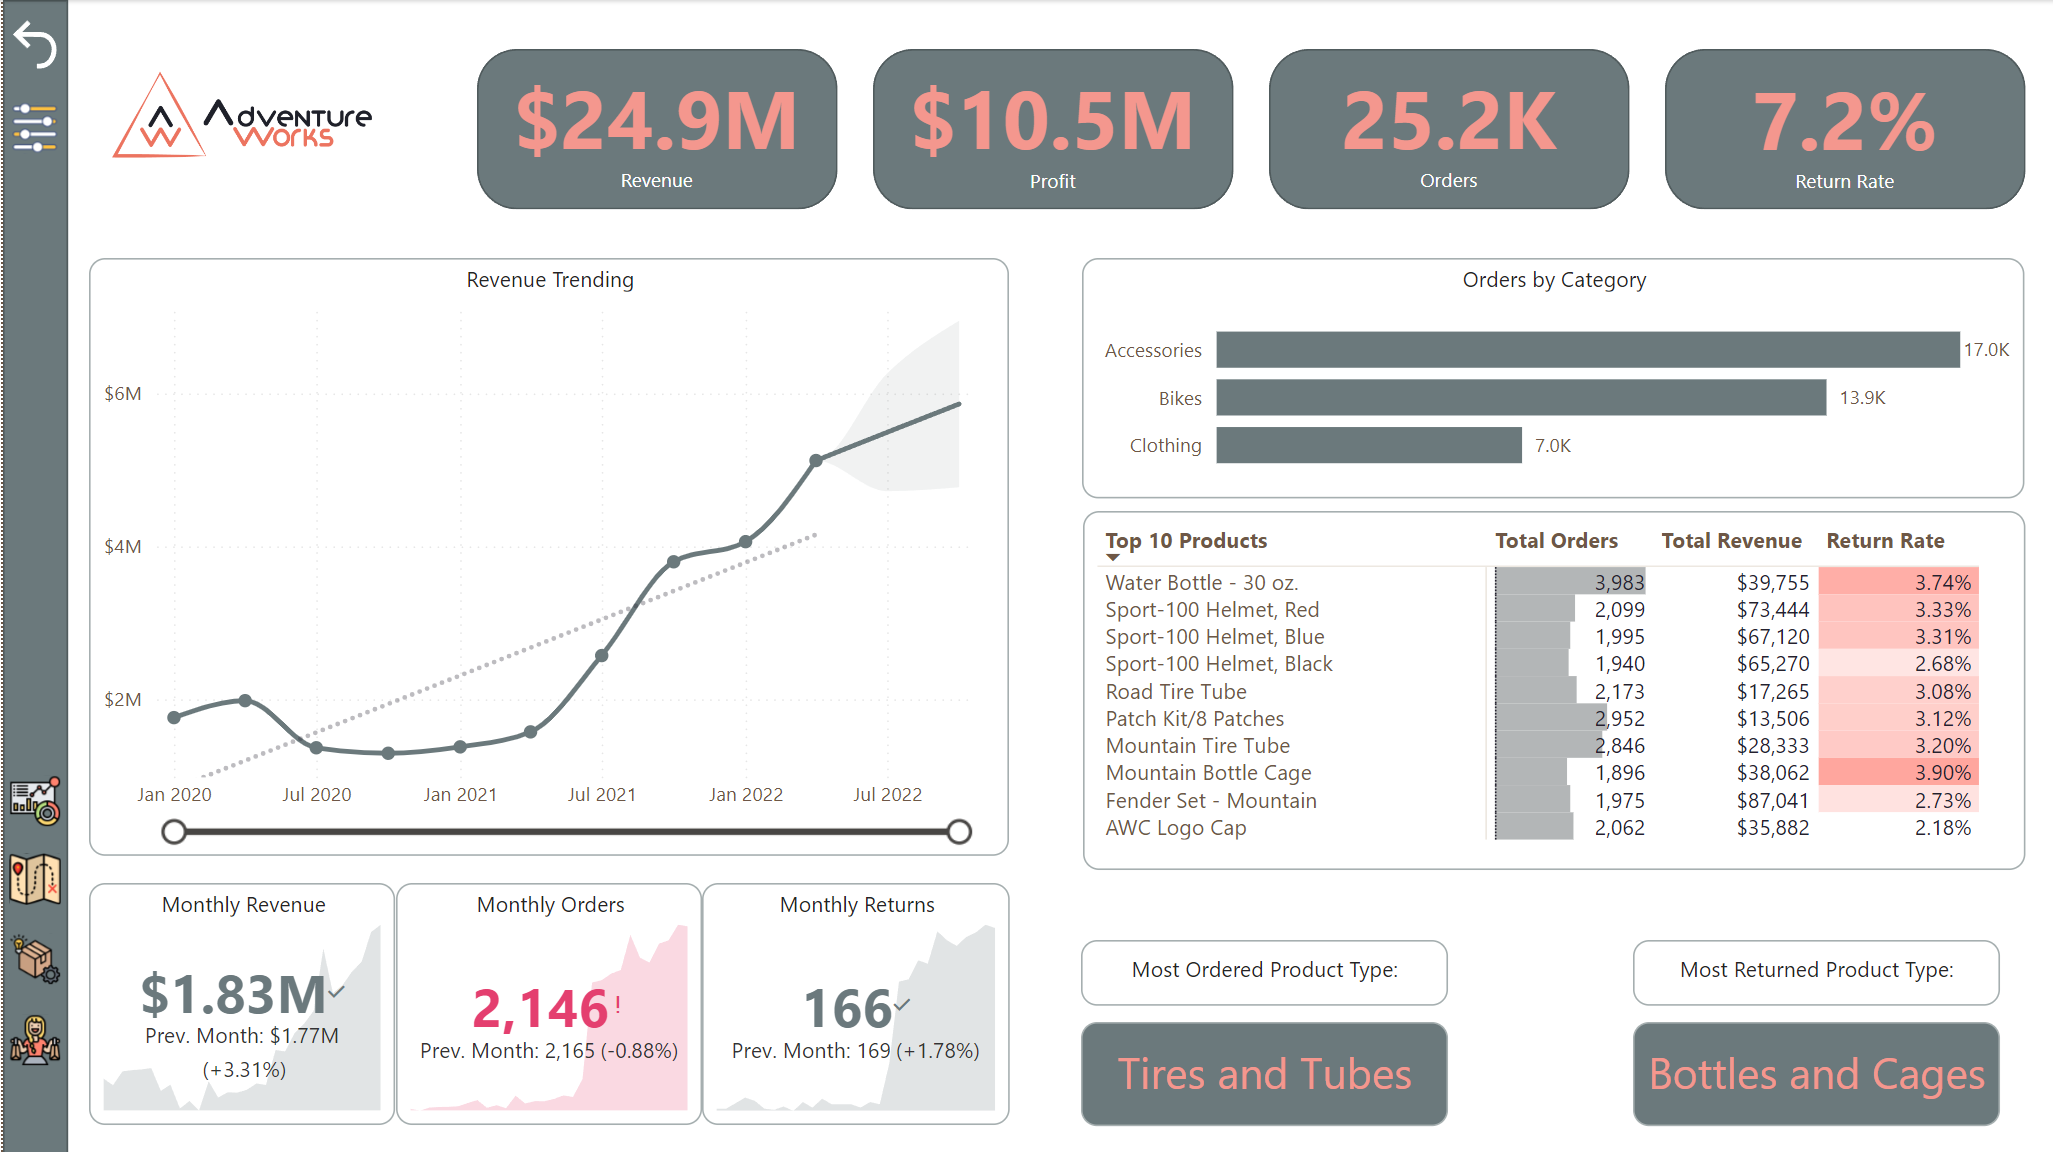 Adventure
Works
$24.9M
Revenue
$10.5M
Profit
25.2K
Orders
7.2%
Return Rate
Revenue Trending
$6M
$4M
$2M
Jan 2020 Jul 2020 Jan 2021 Jul 2021 Jan 2022 Jul 2022
Orders by Category
Accessories 17.0K
Bikes 13.9K
Clothing 7.0K
Top 10 Products Total Orders Total Revenue Return Rate
Water Bottle - 30 oz. 3,983 $39,755 3.74%
Sport-100 Helmet, Red 2,099 $73,444 3.33%
Sport-100 Helmet, Blue 1,995 $67,120 3.31%
Sport-100 Helmet, Black 1,940 $65,270 2.68%
Road Tire Tube 2,173 $17,265 3.08%
Patch Kit/8 Patches 2,952 $13,506 3.12%
Mountain Tire Tube 2,846 $28,333 3.20%
Mountain Bottle Cage 1,896 $38,062 3.90%
Fender Set - Mountain 1,975 $87,041 2.73%
AWC Logo Cap 2,062 $35,882 2.18%
Monthly Revenue
$1.83M
Prev. Month: $1.77M
(+3.31%)
Monthly Orders
2,146!
Prev. Month: 2,165 (-0.88%)
Monthly Returns
166
Prev. Month: 169 (+1.78%)
Most Ordered Product Type:
Tires and Tubes
Most Returned Product Type:
Bottles and Cages